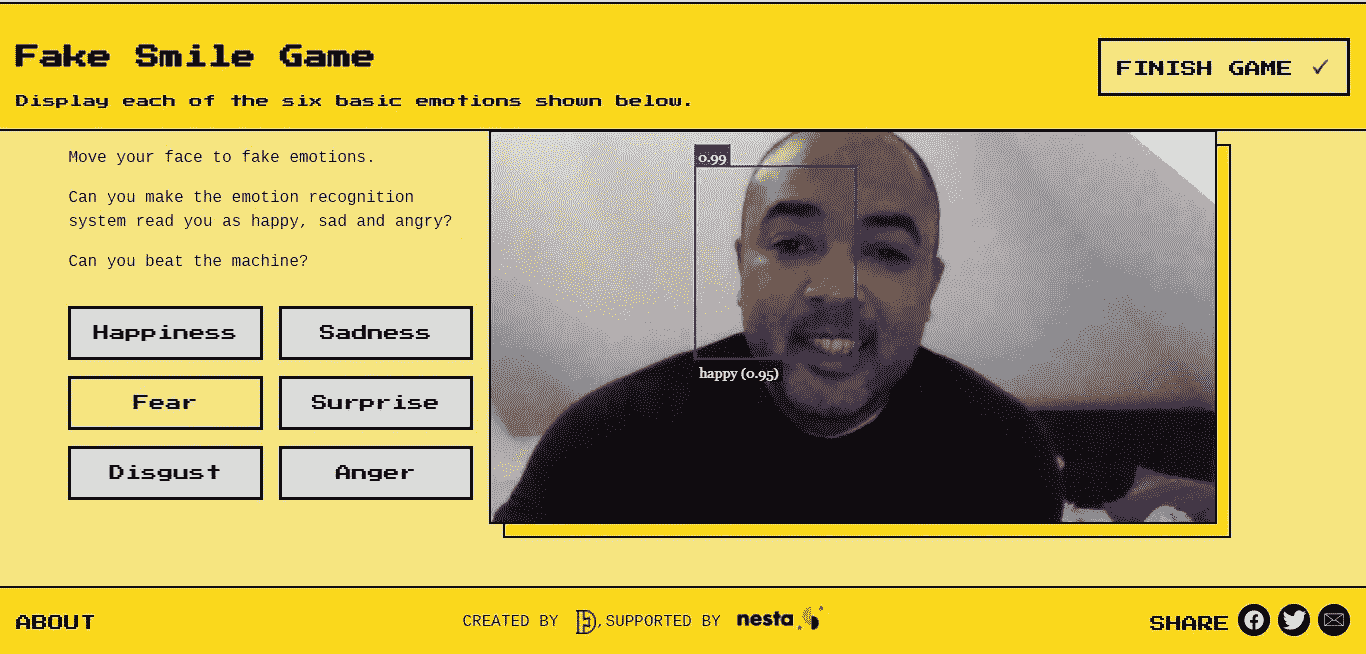 Fake Smile Game
FINISH GAME ✓
Display each of the six basic emotions shown below.
Move your face to fake emotions.
Can you make the emotion recognition
system read you as happy, sad and angry?
Can you beat the machine?
Happiness
Sadness
Fear
Surprise
Disgust
Anger
0.99
happy (0.95)
ABOUT
CREATED BY , SUPPORTED BY nesta
SHARE